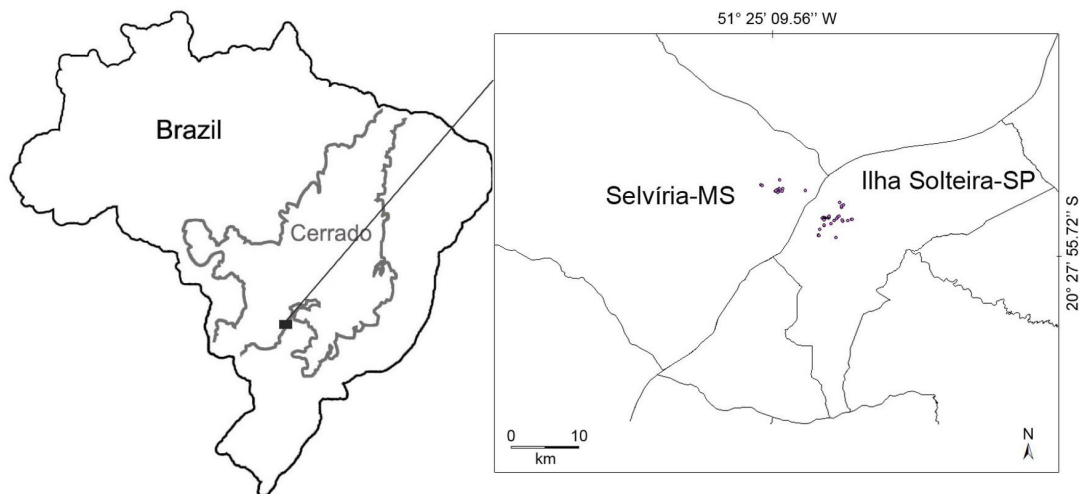 51° 25’ 09.56’’ W
Brazil
Cerrado
Selvíria-MS
Ilha Solteira-SP
20° 27’ 55.72’’ S
0 10
km
N